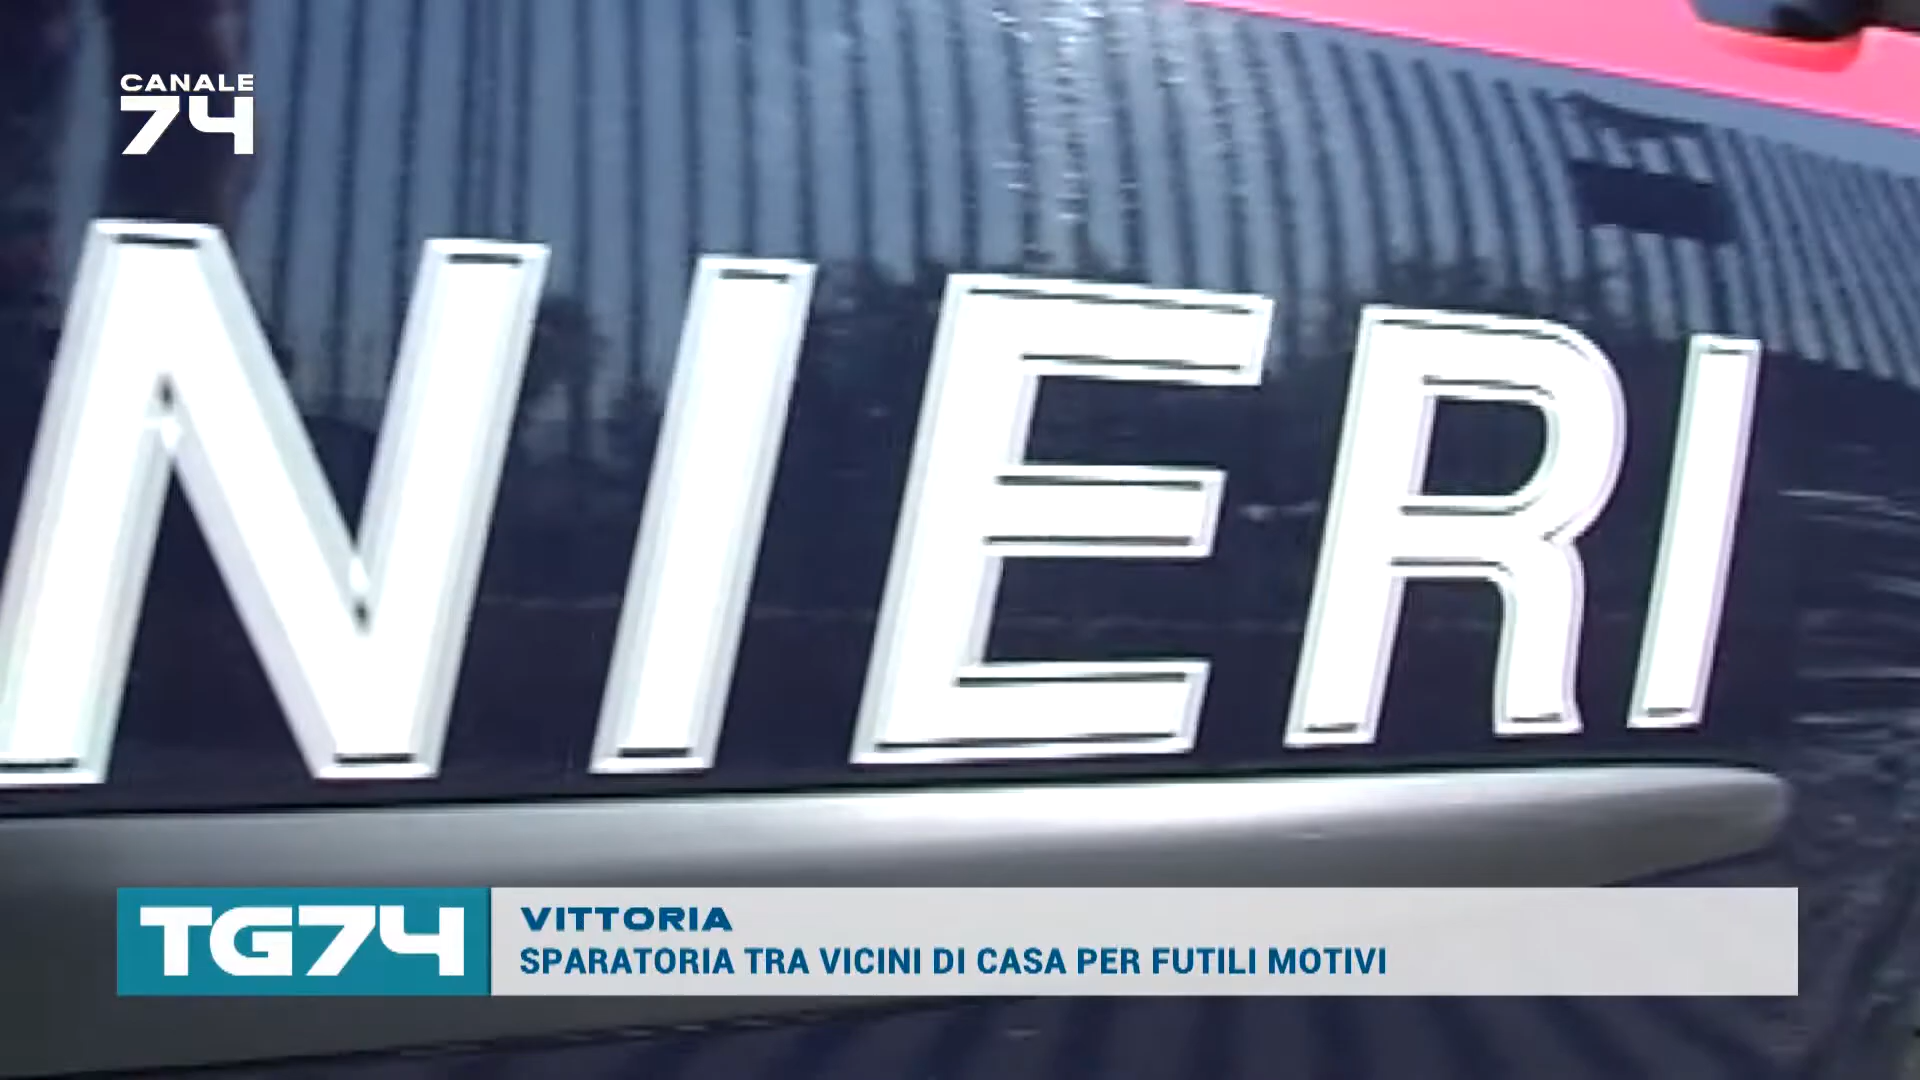 CANALE
74
NIERI
TG74
VITTORIA
SPARATORIA TRA VICINI DI CASA PER FUTILI MOTIVI